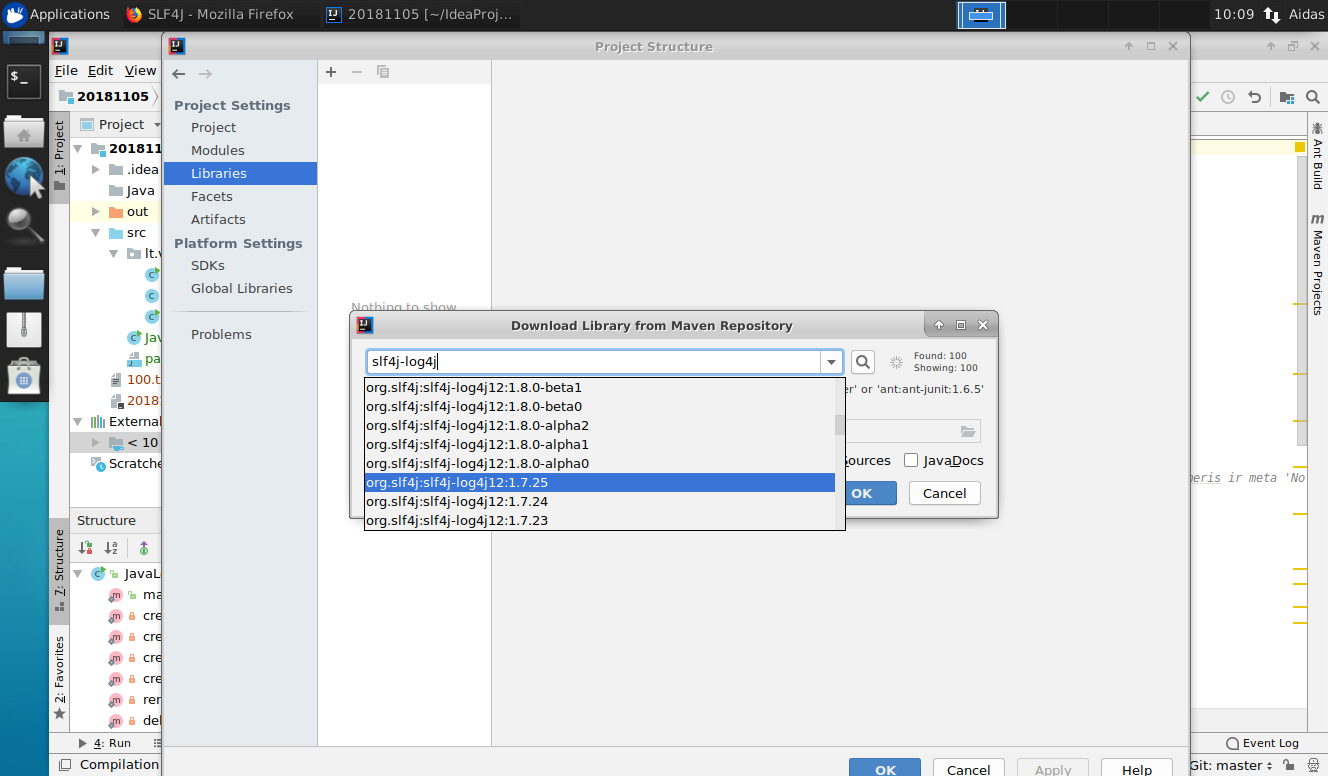 Applications
SLF4J - Mozilla Firefox
20181105 [~/IdeaProj...
10:09
Aidas
Project Structure
File Edit View
20181105
Project
20181
.idea
Java
out
src
lt.v
Jav
pa
100.t
2018
External
< 10
Scratche
1: Project
Structure
7: Structure
JavaL
ma
cre
cre
cre
cre
rer
del
2: Favorites
4: Run
Compilation
Project Settings
Project
Modules
Libraries
Facets
Artifacts
Platform Settings
SDKs
Global Libraries
Problems
Nothing to show
Download Library from Maven Repository
slf4j-log4j
Found: 100
Showing: 100
er' or 'ant:ant-junit:1.6.5'
org.slf4j:slf4j-log4j12:1.8.0-beta1
org.slf4j:slf4j-log4j12:1.8.0-beta0
org.slf4j:slf4j-log4j12:1.8.0-alpha2
org.slf4j:slf4j-log4j12:1.8.0-alpha1
org.slf4j:slf4j-log4j12:1.8.0-alpha0
org.slf4j:slf4j-log4j12:1.7.25
org.slf4j:slf4j-log4j12:1.7.24
org.slf4j:slf4j-log4j12:1.7.23
Sources
JavaDocs
OK
Cancel
OK
Cancel
Apply
Help
Ant Build
Maven Projects
meris ir meta 'No
Event Log
Git: master